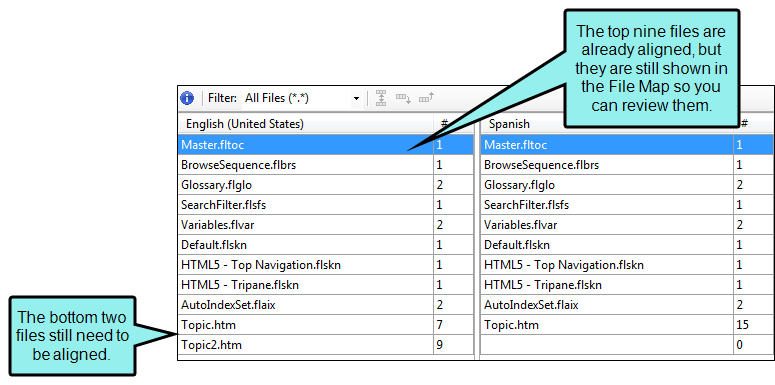 The top nine files are
already aligned, but
they are still shown in
the File Map so you
can review them.
Filter: All Files (*.*)
English (United States) # Spanish #
Master.fltoc 1 Master.fltoc 1
BrowseSequence.flbrs 1 BrowseSequence.flbrs 1
Glossary.flglo 2 Glossary.flglo 2
SearchFilter.flsfs 1 SearchFilter.flsfs 1
Variables.flvar 2 Variables.flvar 2
Default.flskn 1 Default.flskn 1
HTML5 - Top Navigation.flskn 1 HTML5 - Top Navigation.flskn 1
HTML5 - Tripane.flskn 1 HTML5 - Tripane.flskn 1
AutoIndexSet.flaix 2 AutoIndexSet.flaix 2
Topic.htm 7 Topic.htm 15
Topic2.htm 9 0
The bottom two
files still need to
be aligned.